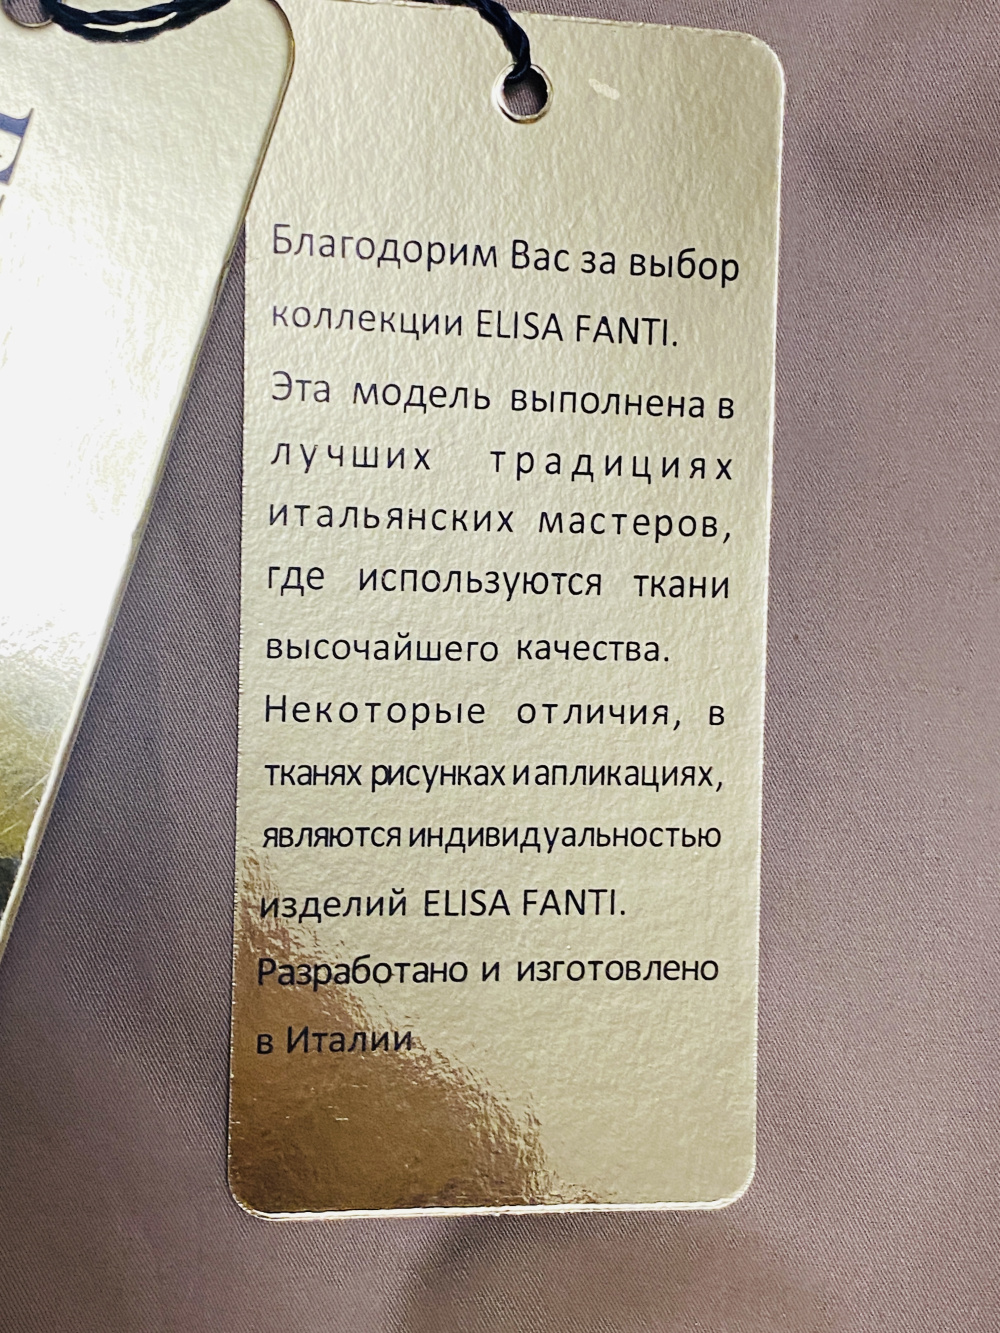 Благодорим Вас за выбор
коллекции ELISA FANTI.
Эта модель выполнена в
лучших традициях
итальянских мастеров,
где используются ткани
высочайшего качества.
Некоторые отличия, в
тканях рисунках и апликациях,
являются индивидуальностью
изделий ELISA FANTI.
Разработано и изготовлено
в Италии